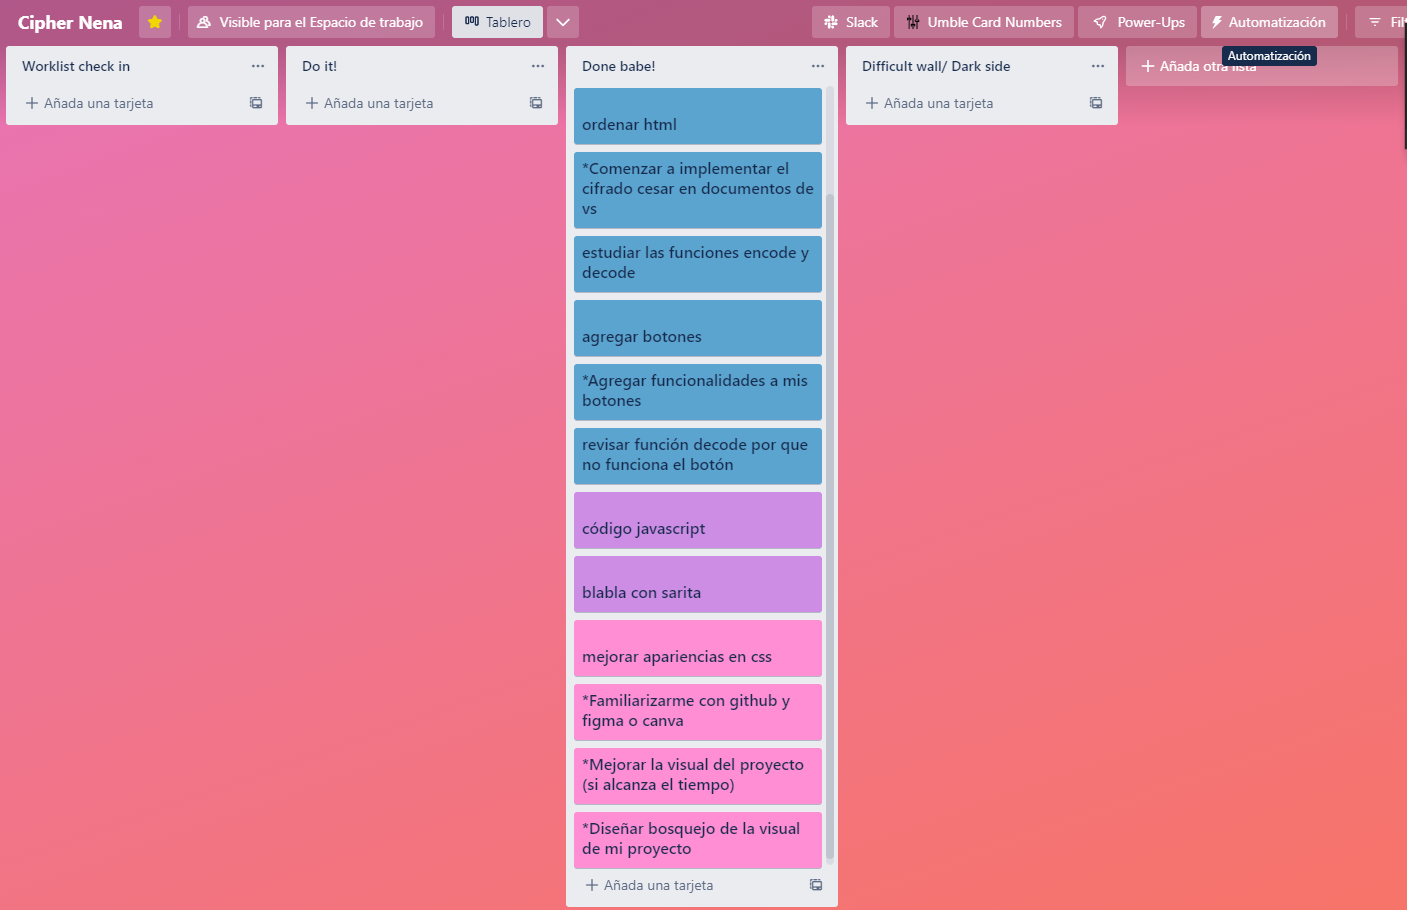 Cipher Nena
Visible para el Espacio de trabajo
Tablero
Slack
Umble Card Numbers
Power-Ups
Automatización
Filt
Automatización
Worklist check in
Añada una tarjeta
Do it!
Añada una tarjeta
Done babe!
ordenar html
*Comenzar a implementar el
cifrado cesar en documentos de
vs
estudiar las funciones encode y
decode
agregar botones
*Agregar funcionalidades a mis
botones
revisar función decode por que
no funciona el botón
código javascript
blabla con sarita
mejorar apariencias en css
*Familiarizarme con github y
figma o canva
*Mejorar la visual del proyecto
(si alcanza el tiempo)
*Diseñar bosquejo de la visual
de mi proyecto
Añada una tarjeta
Difficult wall/ Dark side
Añada una tarjeta
Añada otra lista